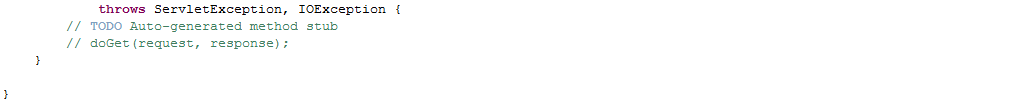 throws ServletException, IOException {
// TODO Auto-generated method stub
// doGet(request, response);
}
}